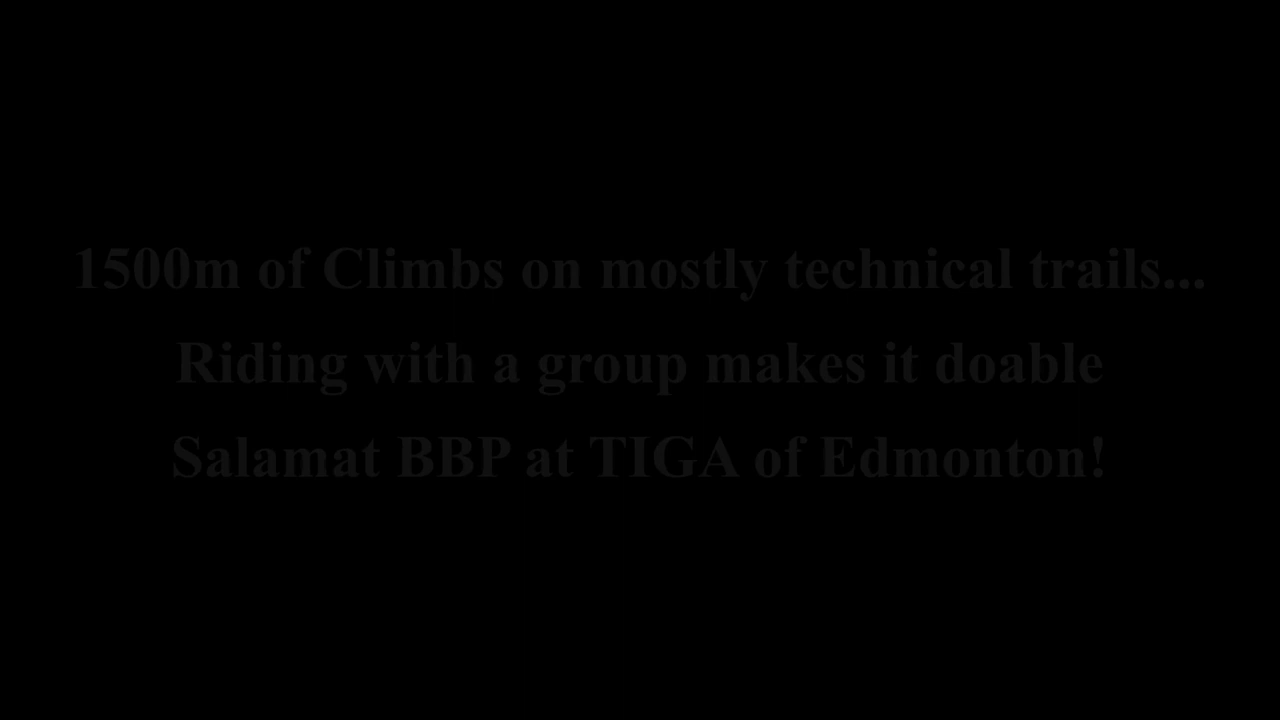 1500m of Climbs on mostly technical trails...
Riding with a group makes it doable
Salamat BBP at TIGA of Edmonton!